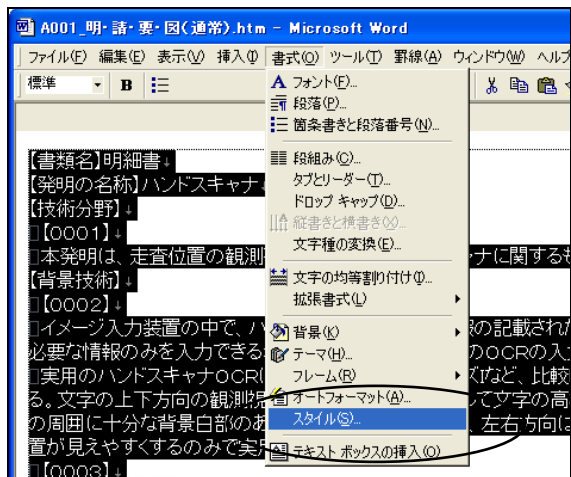 A001_明・請・要・図(通常).htm - Microsoft Word
ファイル(F) 編集(E) 表示(V) 挿入(I) 書式(O) ツール(T) 罫線(A) ウィンドウ(W) ヘルプ
標準 B
フォント(F)...
段落(P)...
箇条書きと段落番号(N)...
段組み(C)...
タブとリーダー(T)...
ドロップ キャップ(D)...
縦書きと横書き(X)...
文字種の変換(E)...
文字の均等割り付け(I)...
拡張書式(L)
背景(K)
テーマ(H)...
フレーム(R)
オートフォーマット(A)...
スタイル(S)...
テキスト ボックスの挿入(O)
【書類名】明細書↓
【発明の名称】ハンドスキャナ
【技術分野】↓
【0001】↓
本発明は、走査位置の観測 ナに関するも
【背景技術】↓
【0002】↓
イメージ入力装置の中で、ハ の記載された
必要な情報のみを入力できる のOCRの入
実用のハンドスキャナOCR など、比較
る。文字の上下方向の観測 して文字の高
の周囲に十分な背景白部のあ 、左右方向は
置が見えやすくするのみで実用
【0003】↓